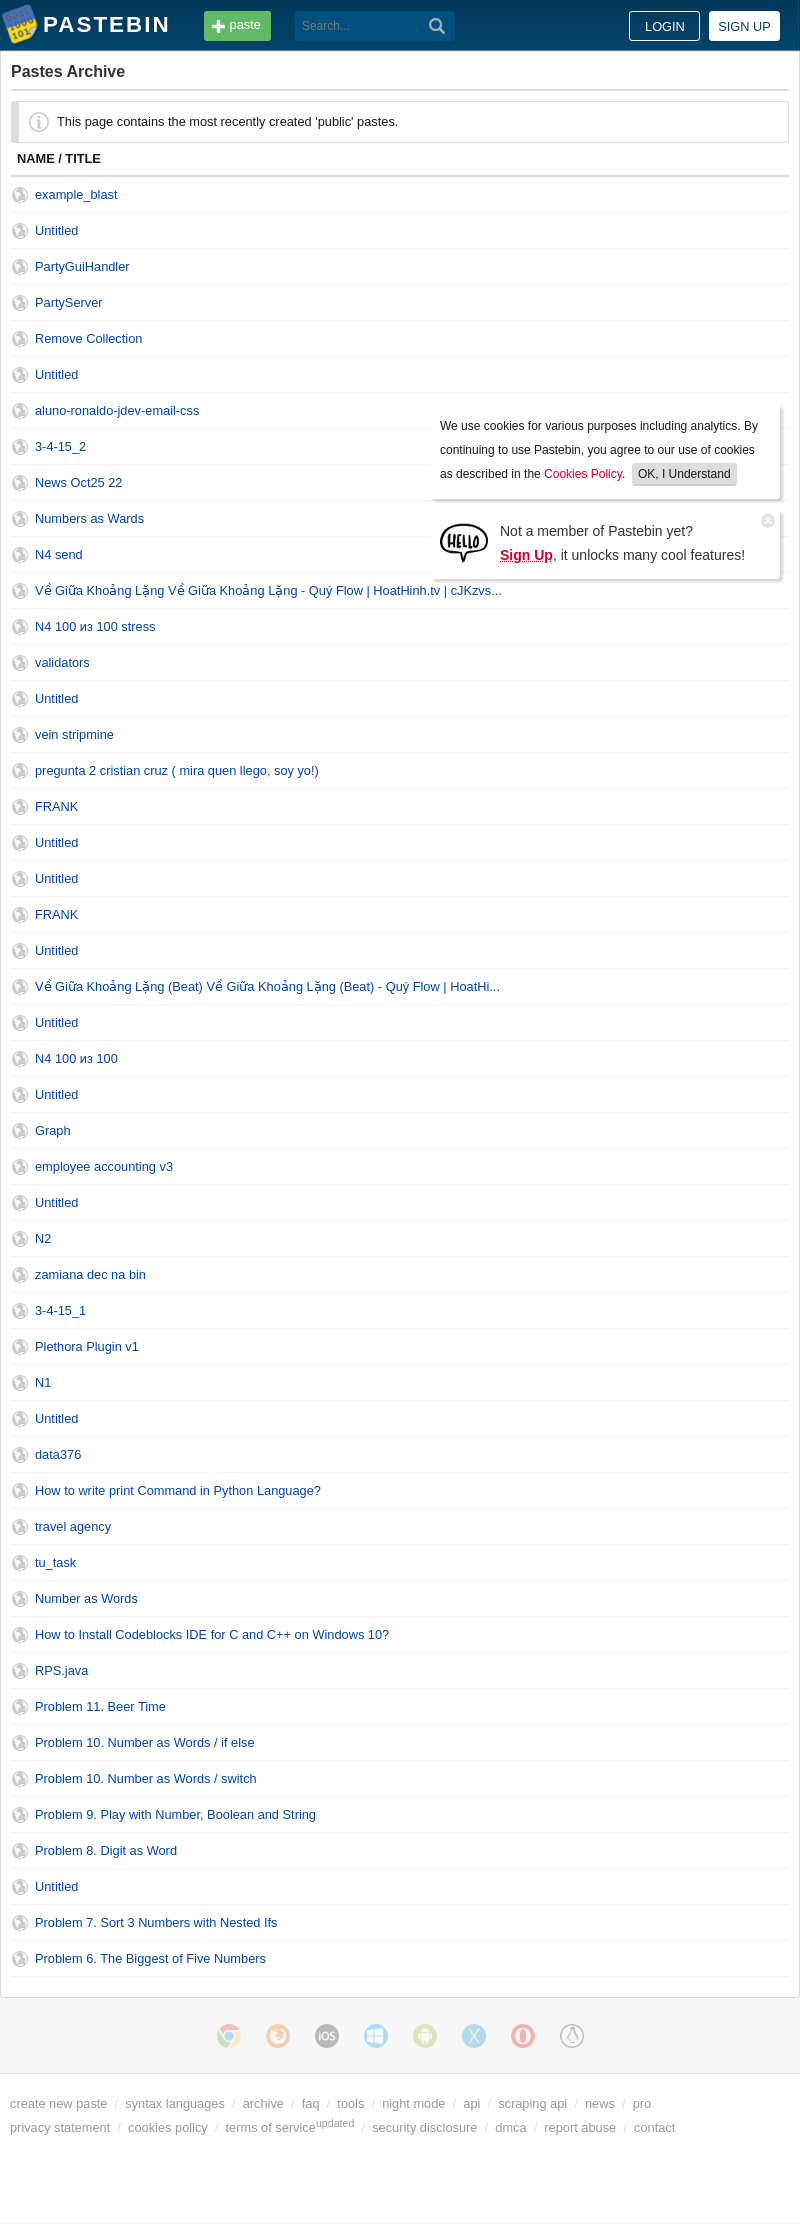 PASTEBIN
paste
Search...
LOGIN
SIGN UP
Pastes Archive
This page contains the most recently created 'public' pastes.
NAME / TITLE
example_blast
Untitled
PartyGuiHandler
PartyServer
Remove Collection
Untitled
aluno-ronaldo-jdev-email-css
3-4-15_2
News Oct25 22
Numbers as Wards
N4 send
We use cookies for various purposes including analytics. By
continuing to use Pastebin, you agree to our use of cookies
as described in the Cookies Policy. OK, I Understand
HELLO
Not a member of Pastebin yet?
Sign Up, it unlocks many cool features!
Về Giữa Khoảng Lặng Về Giữa Khoảng Lặng - Quý Flow | HoatHinh.tv | cJKzvs...
N4 100 из 100 stress
validators
Untitled
vein stripmine
pregunta 2 cristian cruz ( mira quen llego, soy yo!)
FRANK
Untitled
Untitled
FRANK
Untitled
Về Giữa Khoảng Lặng (Beat) Về Giữa Khoảng Lặng (Beat) - Quý Flow | HoatHi...
Untitled
N4 100 из 100
Untitled
Graph
employee accounting v3
Untitled
N2
zamiana dec na bin
3-4-15_1
Plethora Plugin v1
N1
Untitled
data376
How to write print Command in Python Language?
travel agency
tu_task
Number as Words
How to Install Codeblocks IDE for C and C++ on Windows 10?
RPS.java
Problem 11. Beer Time
Problem 10. Number as Words / if else
Problem 10. Number as Words / switch
Problem 9. Play with Number, Boolean and String
Problem 8. Digit as Word
Untitled
Problem 7. Sort 3 Numbers with Nested Ifs
Problem 6. The Biggest of Five Numbers
iOS
create new paste / syntax languages / archive / faq / tools / night mode / api / scraping api / news / pro
privacy statement / cookies policy / terms of serviceupdated / security disclosure / dmca / report abuse / contact